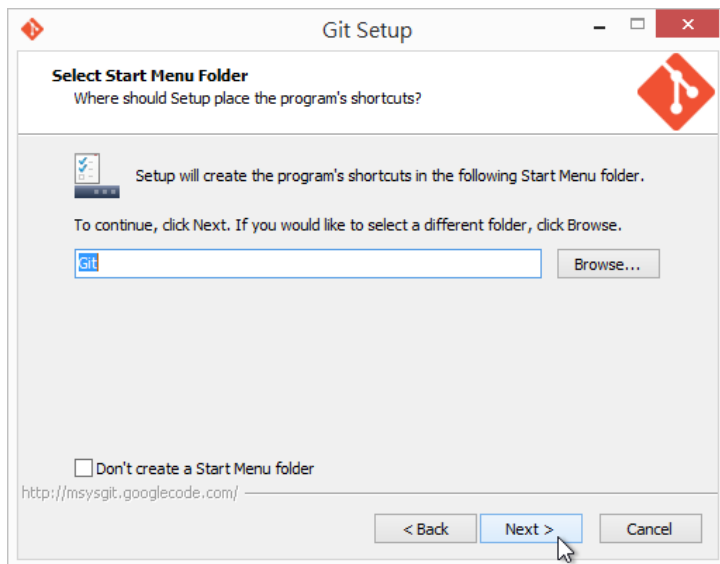 Git Setup
Select Start Menu Folder
Where should Setup place the program's shortcuts?
Setup will create the program's shortcuts in the following Start Menu folder.
To continue, click Next. If you would like to select a different folder, click Browse.
Git
Browse...
Don't create a Start Menu folder
http://msysgit.googlecode.com/
< Back
Next >
Cancel